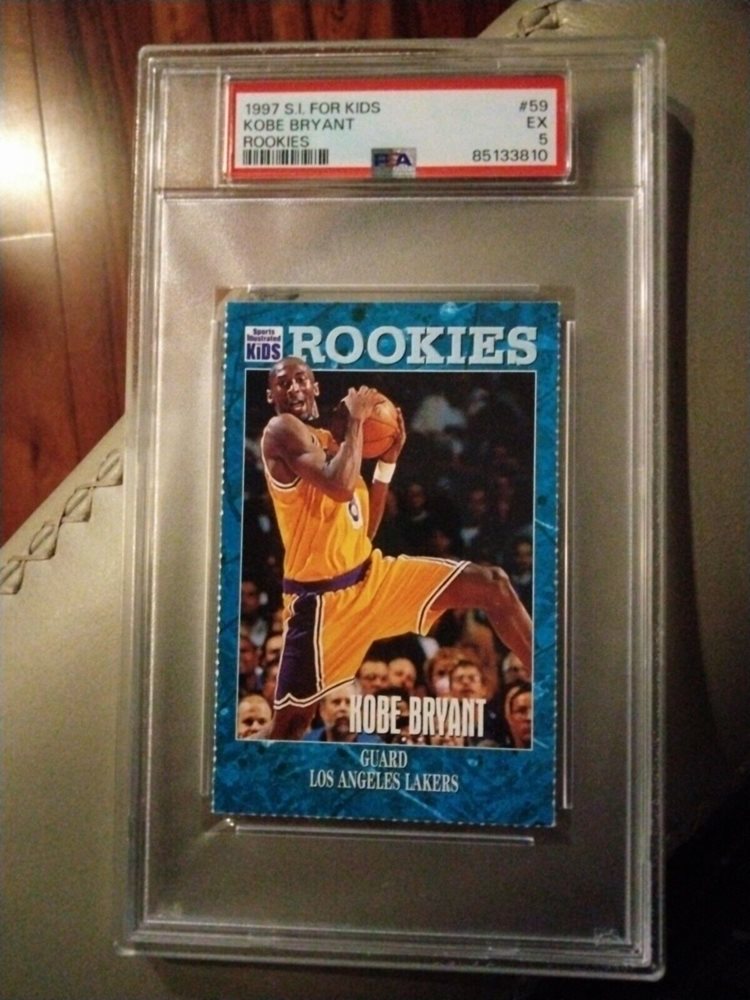 1997 S.I. FOR KIDS #59
KOBE BRYANT EX
ROOKIES 5
PSA 85133810
Sports
Illustrated
KiDS
ROOKIES
KOBE BRYANT
GUARD
LOS ANGELES LAKERS